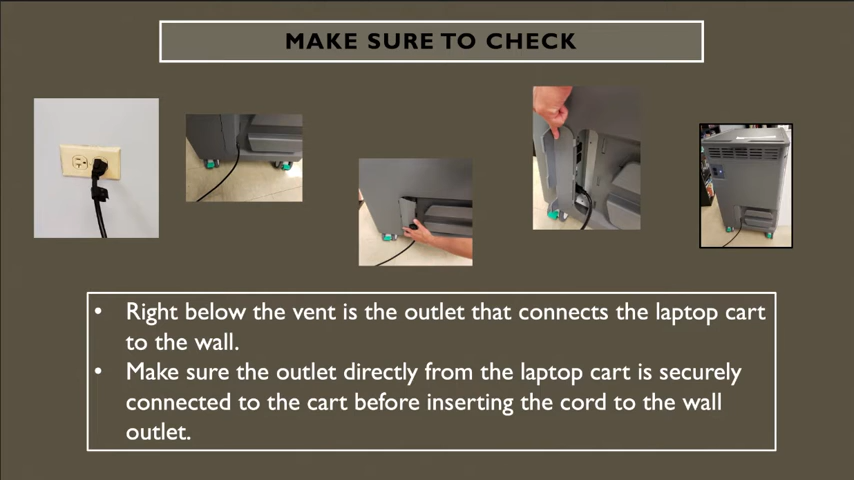 MAKE SURE TO CHECK
• Right below the vent is the outlet that connects the laptop cart
to the wall.
• Make sure the outlet directly from the laptop cart is securely
connected to the cart before inserting the cord to the wall
outlet.